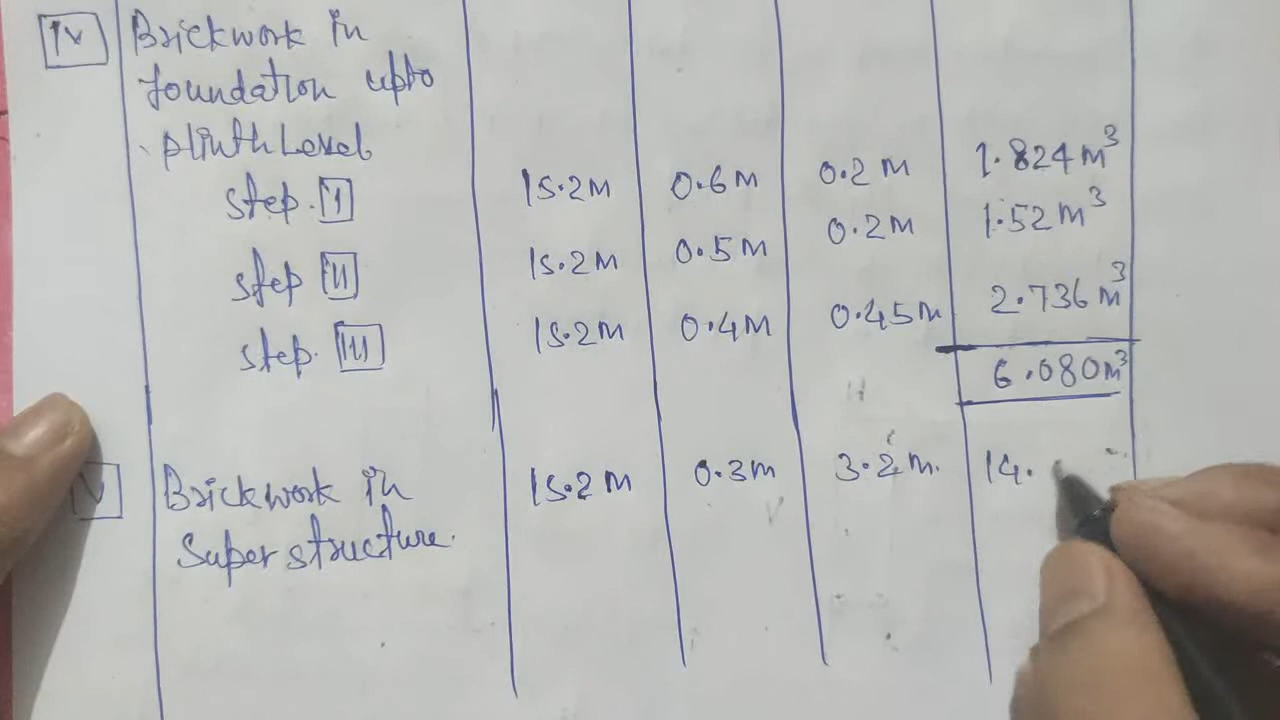 IV Brickwork in
foundation upto
plinth Level
step. I 15.2m 0.6m 0.2m 1.824m³
step II 15.2m 0.5m 0.2m 1.52m³
step. III 15.2m 0.4m 0.45m 2.736m³
6.080m³
V Brickwork in 15.2m 0.3m 3.2m. 14.
Super structure.